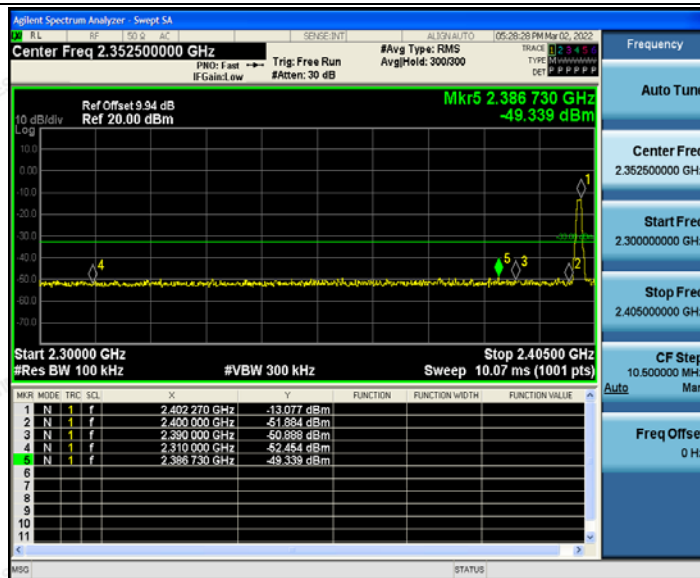 Agilent Spectrum Analyzer - Swept SA
RL RF 50 Ω AC SENSE:INT ALIGNAUTO 05:28:28 PM Mar 02, 2022
Center Freq 2.352500000 GHz
PNO: Fast
IFGain:Low
Trig: Free Run
#Atten: 30 dB
#Avg Type: RMS
Avg|Hold: 300/300
TRACE 1 2 3 4 5 6
TYPE M
DET P P P P P P
Frequency
Auto Tune
Center Freq
2.352500000 GHz
Start Freq
2.300000000 GHz
Stop Freq
2.405000000 GHz
CF Step
10.500000 MHz
Auto Man
Freq Offset
0 Hz
Mkr5 2.386 730 GHz
-49.339 dBm
Ref Offset 9.94 dB
Ref 20.00 dBm
10 dB/div
Log
10.0
0.00
-10.0
-20.0
-30.0
-40.0
-50.0
-60.0
-70.0
1
2
3
4
5
Start 2.30000 GHz
Stop 2.40500 GHz
#Res BW 100 kHz
#VBW 300 kHz
Sweep 10.07 ms (1001 pts)
MKR MODE TRC SCL X Y FUNCTION FUNCTION WIDTH FUNCTION VALUE
1 N 1 f 2.402 270 GHz -13.077 dBm
2 N 1 f 2.400 000 GHz -51.884 dBm
3 N 1 f 2.390 000 GHz -50.888 dBm
4 N 1 f 2.310 000 GHz -52.454 dBm
5 N 1 f 2.386 730 GHz -49.339 dBm
6
7
8
9
10
11
MSG
STATUS